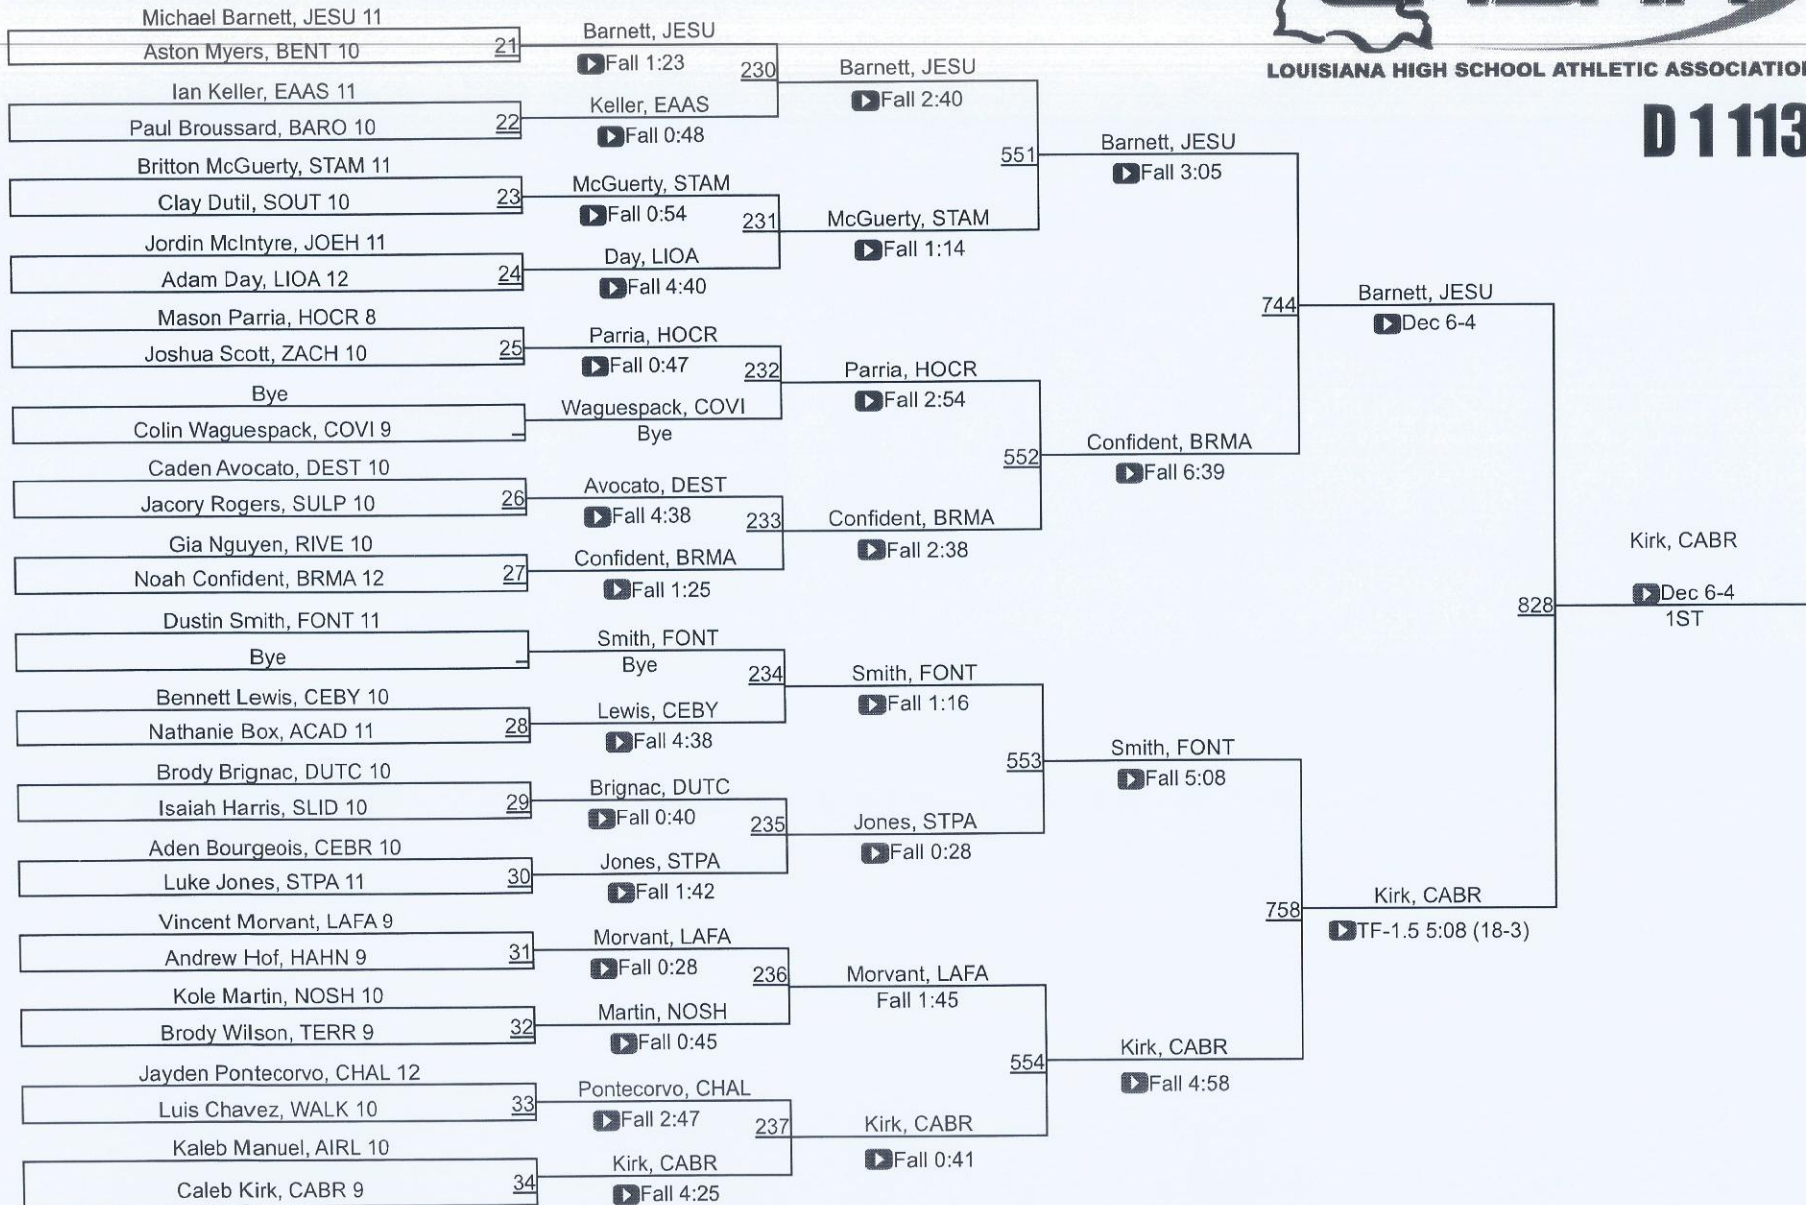 LOUISIANA HIGH SCHOOL ATHLETIC ASSOCIATION
D 1 113
Michael Barnett, JESU 11
Aston Myers, BENT 10
21
Ian Keller, EAAS 11
Paul Broussard, BARO 10
22
Britton McGuerty, STAM 11
Clay Dutil, SOUT 10
23
Jordin McIntyre, JOEH 11
Adam Day, LIOA 12
24
Mason Parria, HOCR 8
Joshua Scott, ZACH 10
25
Bye
Colin Waguespack, COVI 9
Caden Avocato, DEST 10
Jacory Rogers, SULP 10
26
Gia Nguyen, RIVE 10
Noah Confident, BRMA 12
27
Dustin Smith, FONT 11
Bye
Bennett Lewis, CEBY 10
Nathanie Box, ACAD 11
28
Brody Brignac, DUTC 10
Isaiah Harris, SLID 10
29
Aden Bourgeois, CEBR 10
Luke Jones, STPA 11
30
Vincent Morvant, LAFA 9
Andrew Hof, HAHN 9
31
Kole Martin, NOSH 10
Brody Wilson, TERR 9
32
Jayden Pontecorvo, CHAL 12
Luis Chavez, WALK 10
33
Kaleb Manuel, AIRL 10
Caleb Kirk, CABR 9
34
Barnett, JESU
Fall 1:23
230
Keller, EAAS
Fall 0:48
McGuerty, STAM
Fall 0:54
231
Day, LIOA
Fall 4:40
Parria, HOCR
Fall 0:47
232
Waguespack, COVI
Bye
Avocato, DEST
Fall 4:38
233
Confident, BRMA
Fall 1:25
Smith, FONT
Bye
234
Lewis, CEBY
Fall 4:38
Brignac, DUTC
Fall 0:40
235
Jones, STPA
Fall 1:42
Morvant, LAFA
Fall 0:28
236
Martin, NOSH
Fall 0:45
Pontecorvo, CHAL
Fall 2:47
237
Kirk, CABR
Fall 4:25
Barnett, JESU
Fall 2:40
551
McGuerty, STAM
Fall 1:14
Parria, HOCR
Fall 2:54
552
Confident, BRMA
Fall 2:38
Smith, FONT
Fall 1:16
553
Jones, STPA
Fall 0:28
Morvant, LAFA
Fall 1:45
554
Kirk, CABR
Fall 0:41
Barnett, JESU
Fall 3:05
744
Confident, BRMA
Fall 6:39
Smith, FONT
Fall 5:08
758
Kirk, CABR
Fall 4:58
Barnett, JESU
Dec 6-4
828
Kirk, CABR
TF-1.5 5:08 (18-3)
Kirk, CABR
Dec 6-4
1ST